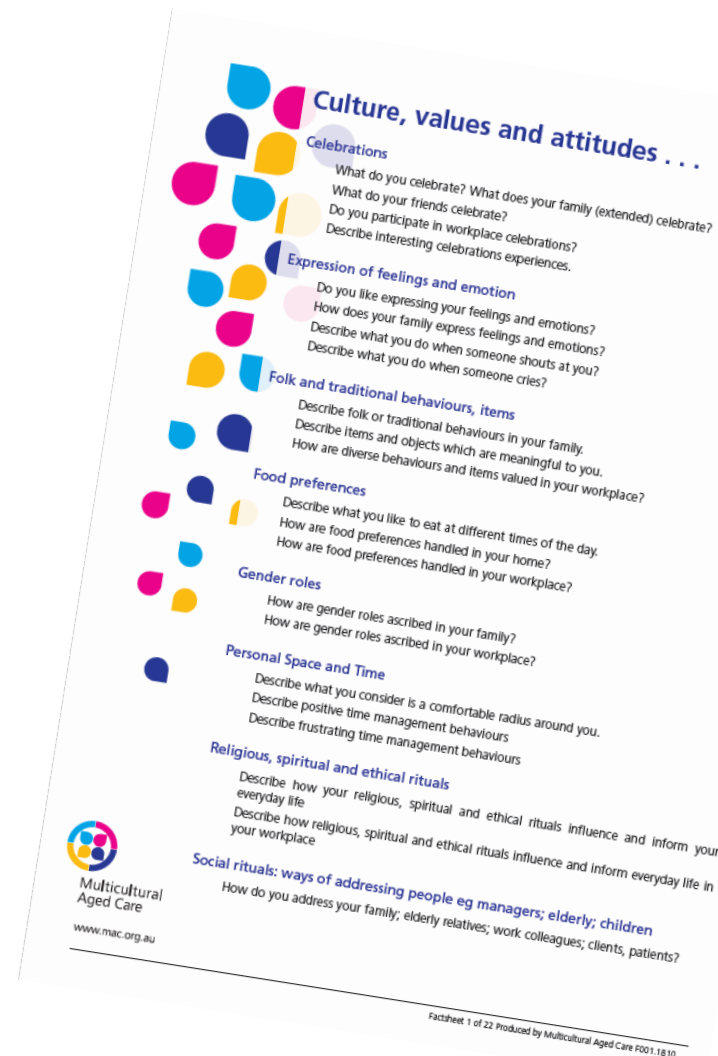 Culture, values and attitudes . . .
Celebrations
What do you celebrate? What does your family (extended) celebrate?
What do your friends celebrate?
Do you participate in workplace celebrations?
Describe interesting celebrations experiences.
Expression of feelings and emotion
Do you like expressing your feelings and emotions?
How does your family express feelings and emotions?
Describe what you do when someone shouts at you?
Describe what you do when someone cries?
Folk and traditional behaviours, items
Describe folk or traditional behaviours in your family.
Describe items and objects which are meaningful to you.
How are diverse behaviours and items valued in your workplace?
Food preferences
Describe what you like to eat at different times of the day.
How are food preferences handled in your home?
How are food preferences handled in your workplace?
Gender roles
How are gender roles ascribed in your family?
How are gender roles ascribed in your workplace?
Personal Space and Time
Describe what you consider is a comfortable radius around you.
Describe positive time management behaviours
Describe frustrating time management behaviours
Religious, spiritual and ethical rituals
Describe how your religious, spiritual and ethical rituals influence and inform your
everyday life
Describe how religious, spiritual and ethical rituals influence and inform everyday life in
your workplace
Social rituals: ways of addressing people eg managers; elderly; children
How do you address your family; elderly relatives; work colleagues; clients, patients?
Multicultural
Aged Care
www.mac.org.au
Factsheet 1 of 22 Produced by Multicultural Aged Care F001.1810